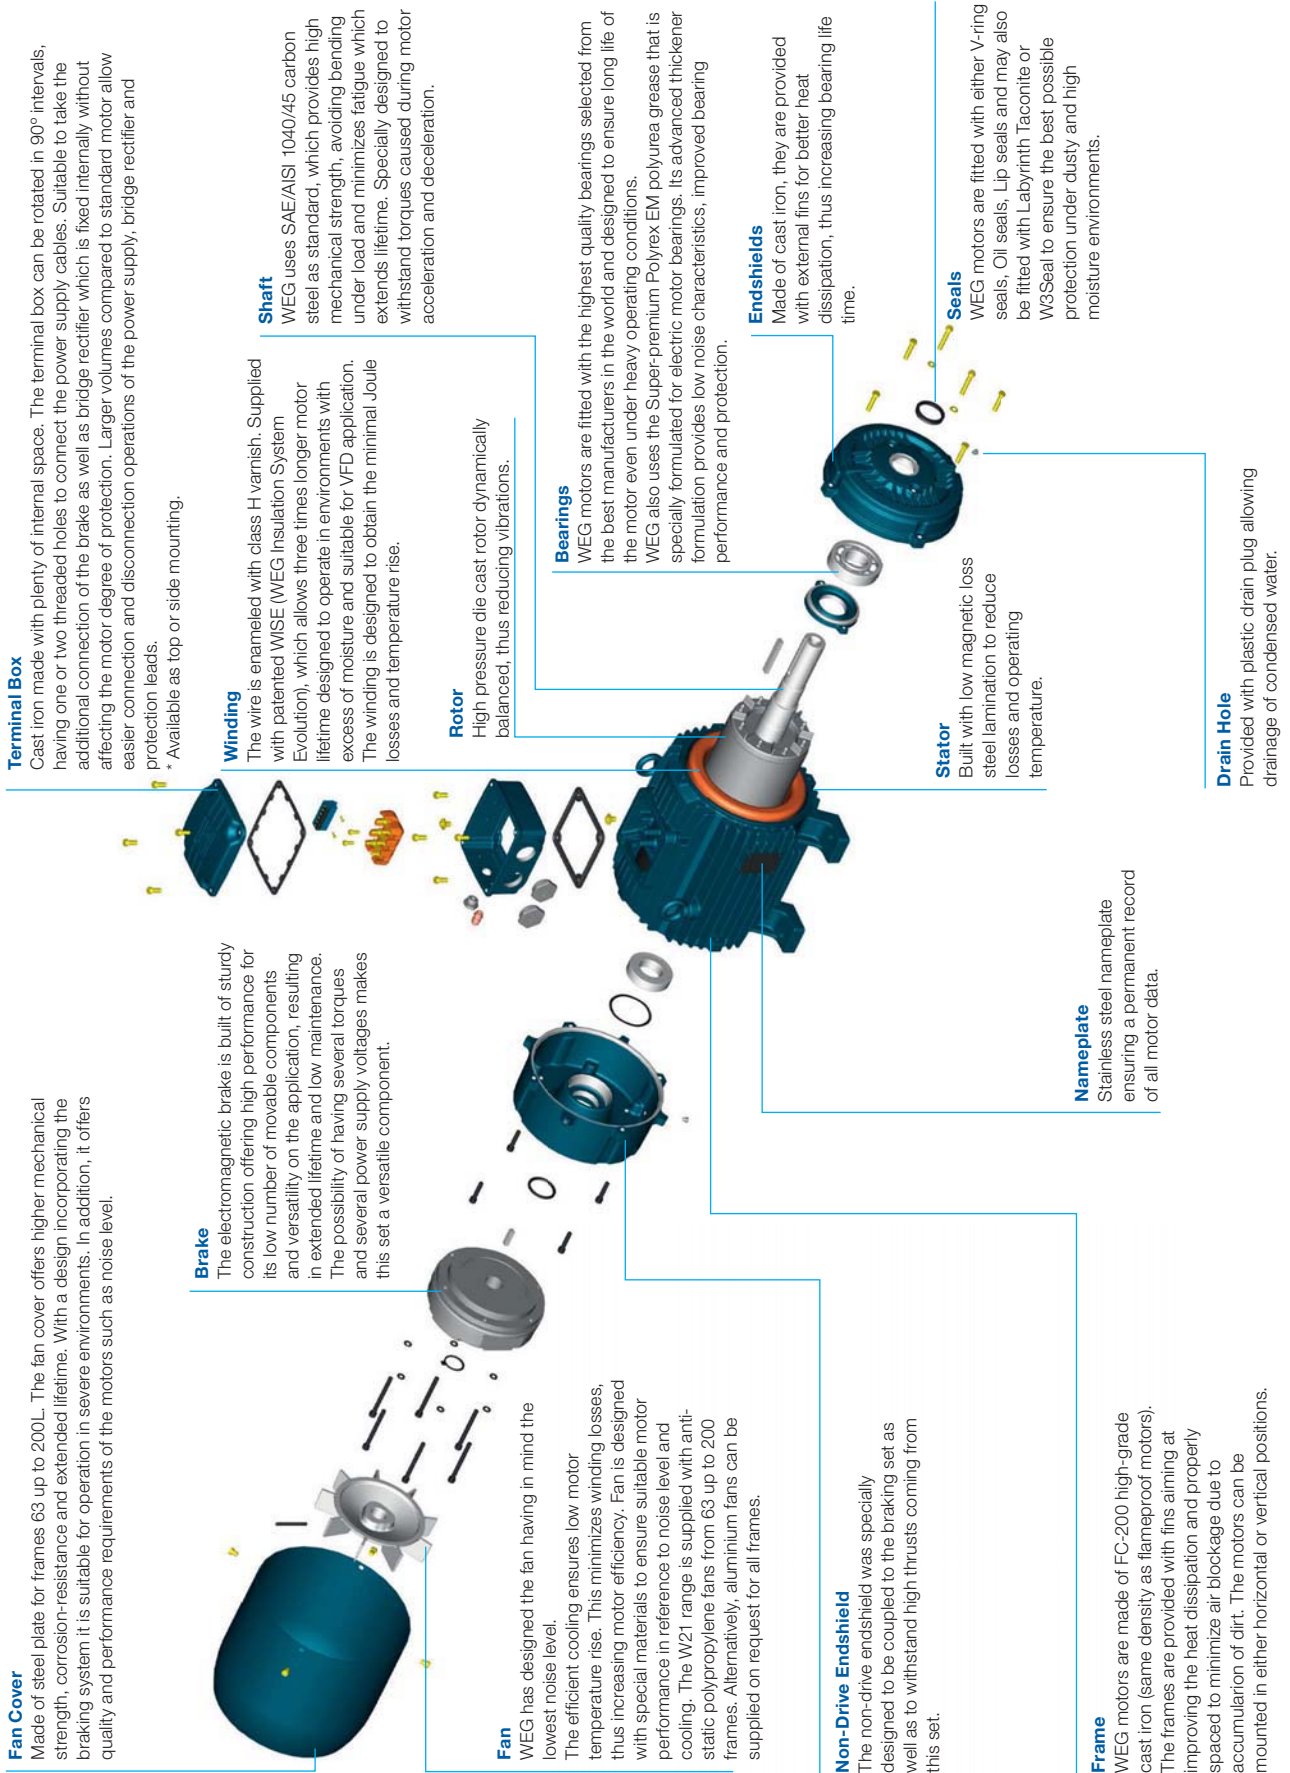 Fan Cover
Made of steel plate for frames 63 up to 200L. The fan cover offers higher mechanical
strength, corrosion-resistance and extended lifetime. With a design incorporating the
braking system it is suitable for operation in severe environments. In addition, it offers
quality and performance requirements of the motors such as noise level.
Terminal Box
Cast iron made with plenty of internal space. The terminal box can be rotated in 90º intervals,
having one or two threaded holes to connect the power supply cables. Suitable to take the
additional connection of the brake as well as bridge rectifier which is fixed internally without
affecting the motor degree of protection. Larger volumes compared to standard motor allow
easier connection and disconnection operations of the power supply, bridge rectifier and
protection leads.
* Available as top or side mounting.
Brake
The electromagnetic brake is built of sturdy
construction offering high performance for
its low number of movable components
and versatility on the application, resulting
in extended lifetime and low maintenance.
The possibility of having several torques
and several power supply voltages makes
this set a versatile component.
Winding
The wire is enameled with class H varnish. Supplied
with patented WISE (WEG Insulation System
Evolution), which allows three times longer motor
lifetime designed to operate in environments with
excess of moisture and suitable for VFD application.
The winding is designed to obtain the minimal Joule
losses and temperature rise.
Shaft
WEG uses SAE/AISI 1040/45 carbon
steel as standard, which provides high
mechanical strength, avoiding bending
under load and minimizes fatigue which
extends lifetime. Specially designed to
withstand torques caused during motor
acceleration and deceleration.
Rotor
High pressure die cast rotor dynamically
balanced, thus reducing vibrations.
Bearings
WEG motors are fitted with the highest quality bearings selected from
the best manufacturers in the world and designed to ensure long life of
the motor even under heavy operating conditions.
WEG also uses the Super-premium Polyrex EM polyurea grease that is
specially formulated for electric motor bearings. Its advanced thickener
formulation provides low noise characteristics, improved bearing
performance and protection.
Endshields
Made of cast iron, they are provided
with external fins for better heat
dissipation, thus increasing bearing life
time.
Seals
WEG motors are fitted with either V-ring
seals, Oil seals, Lip seals and may also
be fitted with Labyrinth Taconite or
W3Seal to ensure the best possible
protection under dusty and high
moisture environments.
Fan
WEG has designed the fan having in mind the
lowest noise level.
The efficient cooling ensures low motor
temperature rise. This minimizes winding losses,
thus increasing motor efficiency. Fan is designed
with special materials to ensure suitable motor
performance in reference to noise level and
cooling. The W21 range is supplied with anti-
static polypropylene fans from 63 up to 200
frames. Alternatively, aluminium fans can be
supplied on request for all frames.
Non-Drive Endshield
The non-drive endshield was specially
designed to be coupled to the braking set as
well as to withstand high thrusts coming from
this set.
Frame
WEG motors are made of FC-200 high-grade
cast iron (same density as flameproof motors).
The frames are provided with fins aiming at
improving the heat dissipation and properly
spaced to minimize air blockage due to
accumularion of dirt. The motors can be
mounted in either horizontal or vertical positions.
Nameplate
Stainless steel nameplate
ensuring a permanent record
of all motor data.
Stator
Built with low magnetic loss
steel lamination to reduce
losses and operating
temperature.
Drain Hole
Provided with plastic drain plug allowing
drainage of condensed water.